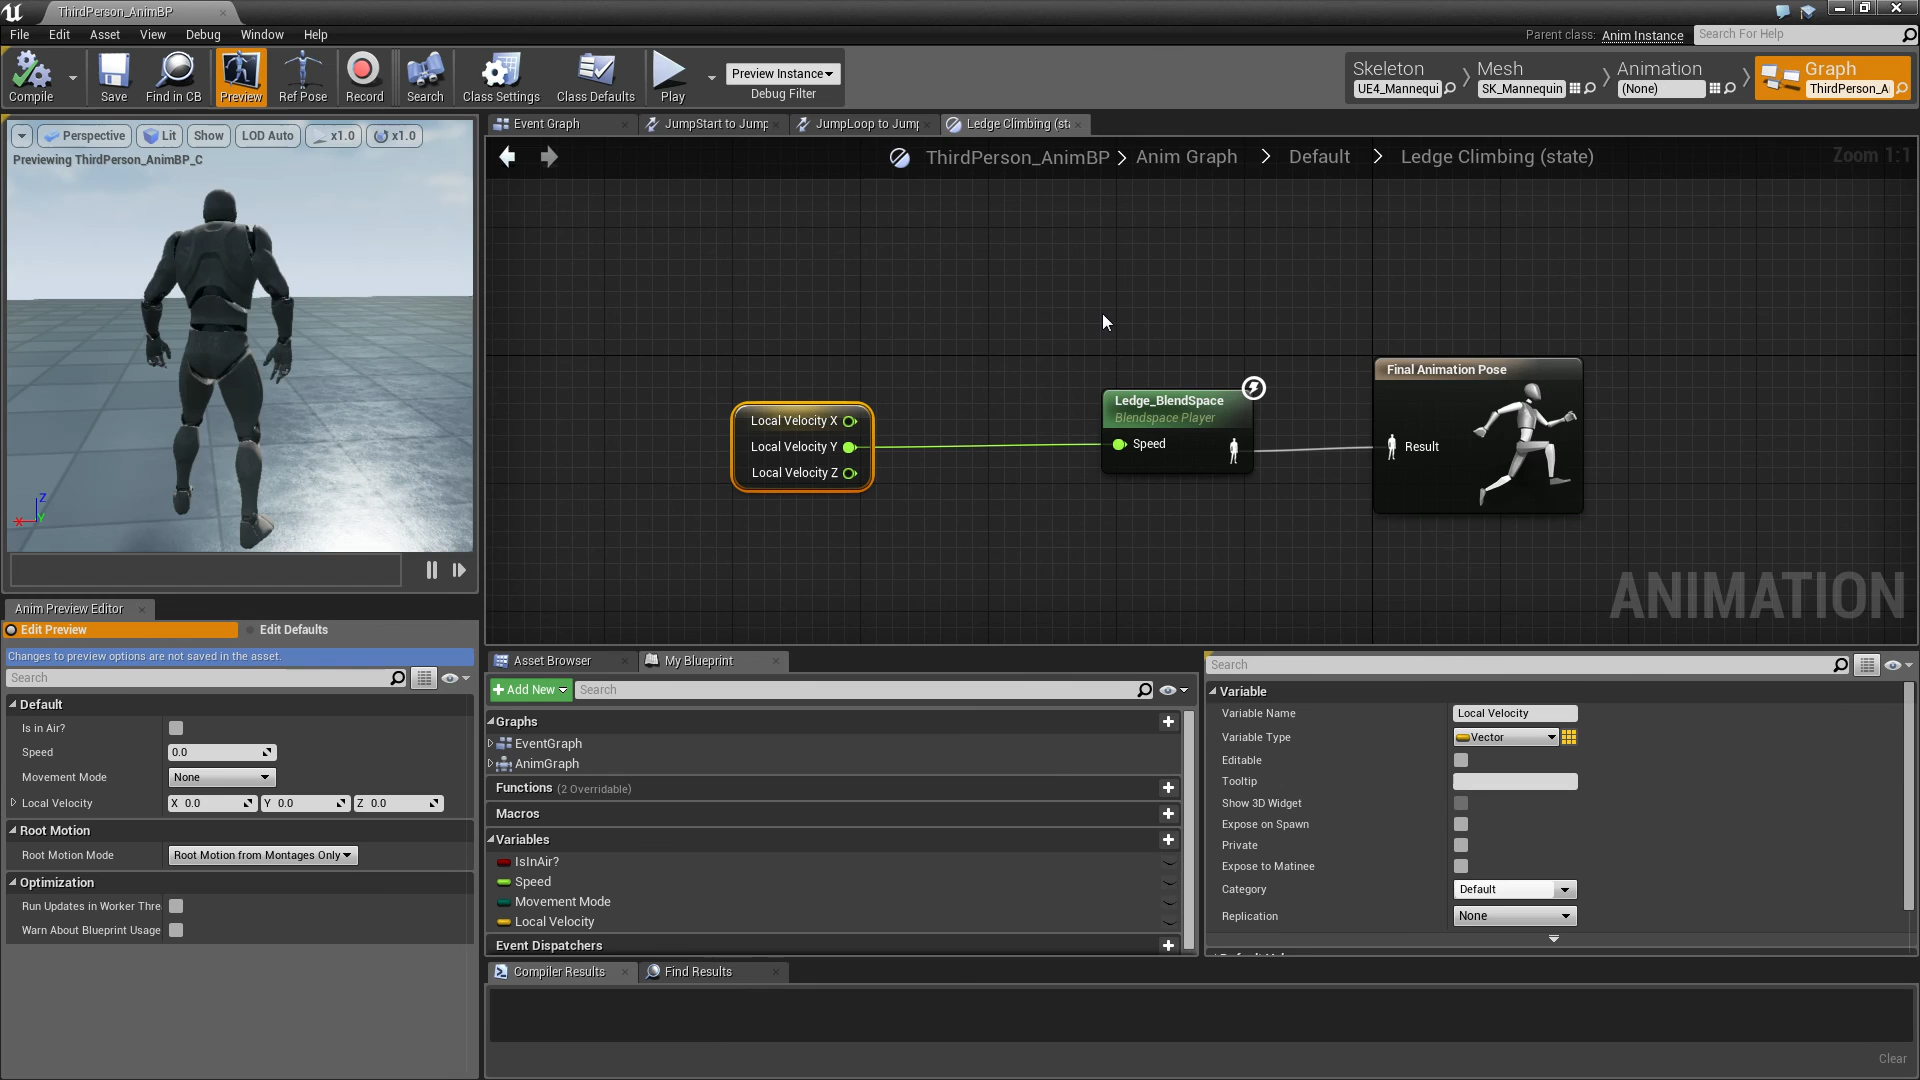 ThirdPerson_AnimBP
File Edit Asset View Debug Window Help
Parent class: Anim Instance Search For Help
Compile Save Find in CB Preview Ref Pose Record Search Class Settings Class Defaults Play
Preview Instance
Debug Filter
Skeleton Mesh Animation Graph
UE4_Mannequi SK_Mannequin (None) ThirdPerson_A
Perspective Lit Show LOD Auto x1.0 x1.0
Previewing ThirdPerson_AnimBP_C
Z
X
Y
Event Graph JumpStart to Jump JumpLoop to Jump Ledge Climbing (sta
ThirdPerson_AnimBP > Anim Graph > Default > Ledge Climbing (state)
Zoom 1:1
Local Velocity X
Local Velocity Y
Local Velocity Z
Ledge_BlendSpace
Blendspace Player
Speed
Final Animation Pose
Result
ANIMATION
Anim Preview Editor
Edit Preview Edit Defaults
Changes to preview options are not saved in the asset.
Search
Default
Is in Air?
Speed 0.0
Movement Mode None
Local Velocity X 0.0 Y 0.0 Z 0.0
Root Motion
Root Motion Mode Root Motion from Montages Only
Optimization
Run Updates in Worker Thre
Warn About Blueprint Usage
Asset Browser My Blueprint
Add New Search
Graphs
EventGraph
AnimGraph
Functions (2 Overridable)
Macros
Variables
IsInAir?
Speed
Movement Mode
Local Velocity
Event Dispatchers
Search
Variable
Variable Name Local Velocity
Variable Type Vector
Editable
Tooltip
Show 3D Widget
Expose on Spawn
Private
Expose to Matinee
Category Default
Replication None
Compiler Results Find Results
Clear